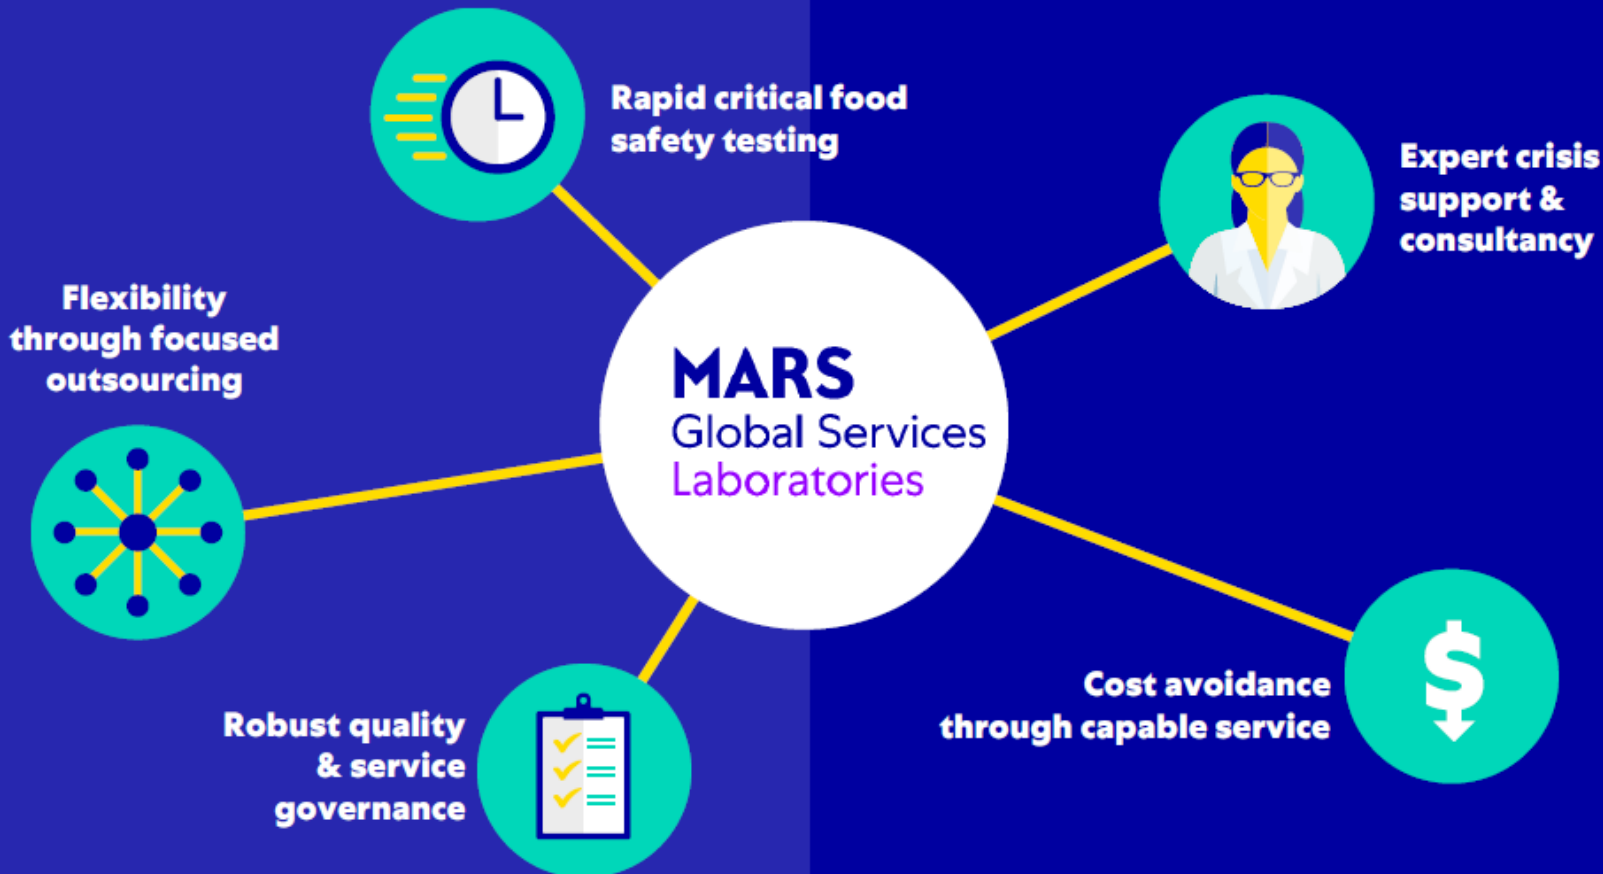 Rapid critical food
safety testing
Expert crisis
support &
consultancy
Flexibility
through focused
outsourcing
MARS
Global Services
Laboratories
Cost avoidance
through capable service
Robust quality
& service
governance
$